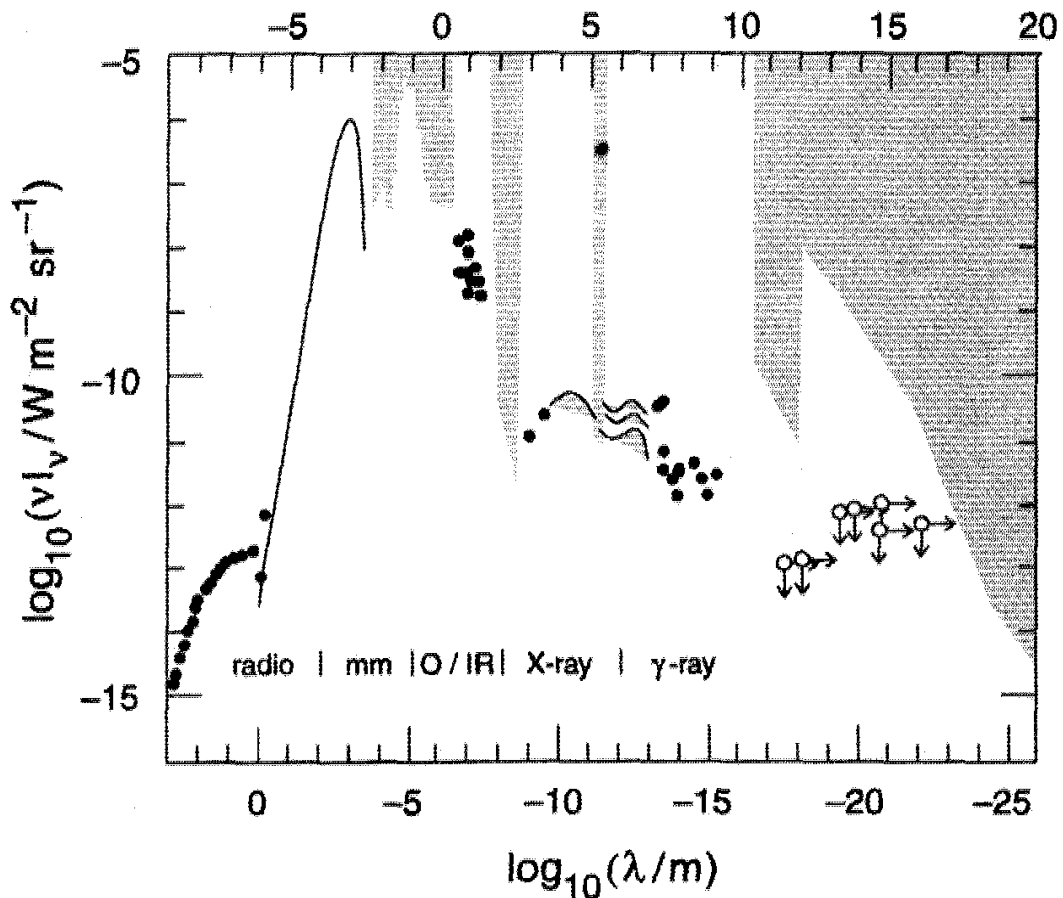 −5 0 5 10 15 20
−5
−10
−15
log₁₀(νIᵥ/W m⁻² sr⁻¹)
radio | mm | O / IR | X-ray | γ-ray
0 −5 −10 −15 −20 −25
log₁₀(λ/m)